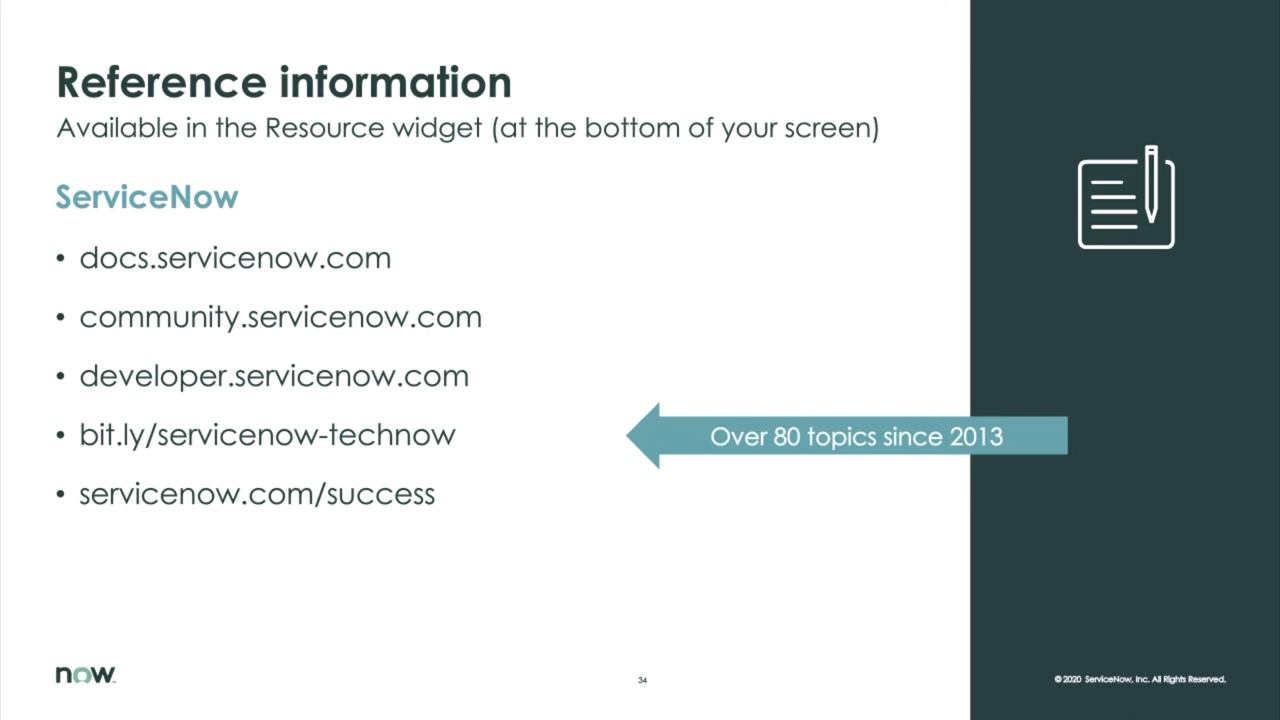 Reference information
Available in the Resource widget (at the bottom of your screen)
ServiceNow
• docs.servicenow.com
• community.servicenow.com
• developer.servicenow.com
• bit.ly/servicenow-technow
Over 80 topics since 2013
• servicenow.com/success
now
34
© 2020 ServiceNow, Inc. All Rights Reserved.